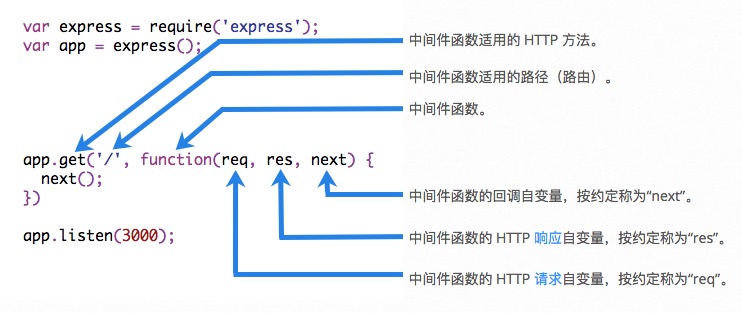 var express = require('express');
var app = express();
中间件函数适用的 HTTP 方法。
中间件函数适用的路径（路由）。
中间件函数。
app.get('/', function(req, res, next) {
  next();
})
中间件函数的回调自变量，按约定称为“next”。
app.listen(3000);
中间件函数的 HTTP 响应自变量，按约定称为“res”。
中间件函数的 HTTP 请求自变量，按约定称为“req”。